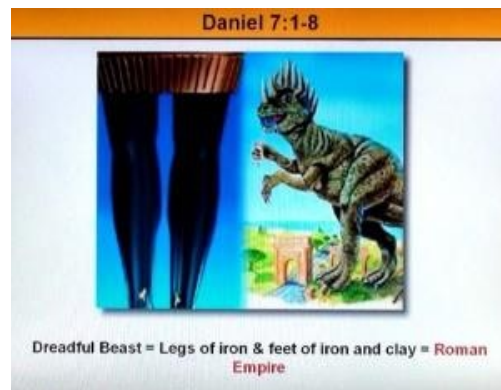 Daniel 7:1-8
Dreadful Beast = Legs of iron & feet of iron and clay = Roman
Empire